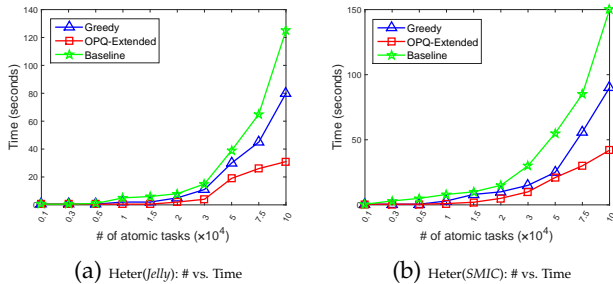 140
120
100
80
60
40
20
Time (seconds)
Greedy
OPQ-Extended
Baseline
0.1 0.3 0.5 1 1.5 2 3 5 7.5 10
# of atomic tasks (×10⁴)
(a) Heter(Jelly): # vs. Time
150
100
50
Time (seconds)
Greedy
OPQ-Extended
Baseline
0.1 0.3 0.5 1 1.5 2 3 5 7.5 10
# of atomic tasks (×10⁴)
(b) Heter(SMIC): # vs. Time